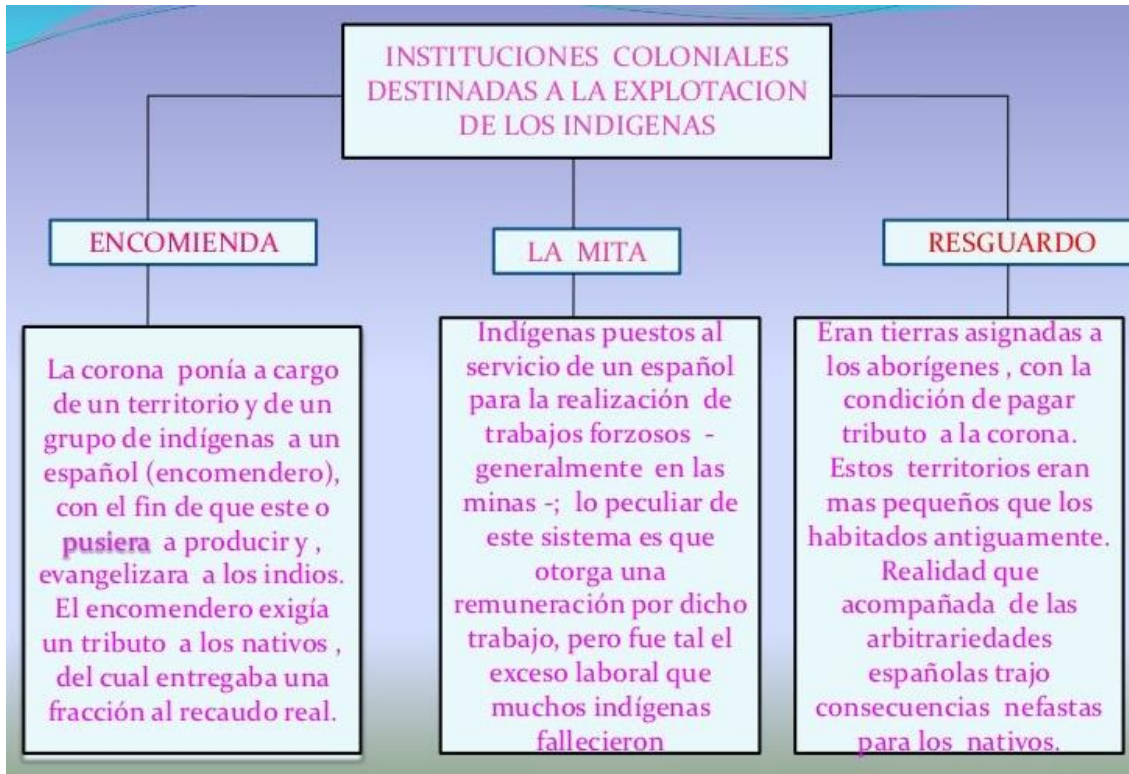 INSTITUCIONES COLONIALES
DESTINADAS A LA EXPLOTACION
DE LOS INDIGENAS
ENCOMIENDA
La corona ponía a cargo
de un territorio y de un
grupo de indígenas a un
español (encomendero),
con el fin de que este o
pusiera a producir y ,
evangelizara a los indios.
El encomendero exigía
un tributo a los nativos ,
del cual entregaba una
fracción al recaudo real.
LA MITA
Indígenas puestos al
servicio de un español
para la realización de
trabajos forzosos -
generalmente en las
minas -; lo peculiar de
este sistema es que
otorga una
remuneración por dicho
trabajo, pero fue tal el
exceso laboral que
muchos indígenas
fallecieron
RESGUARDO
Eran tierras asignadas a
los aborígenes , con la
condición de pagar
tributo a la corona.
Estos territorios eran
mas pequeños que los
habitados antiguamente.
Realidad que
acompañada de las
arbitrariedades
españolas trajo
consecuencias nefastas
para los nativos.